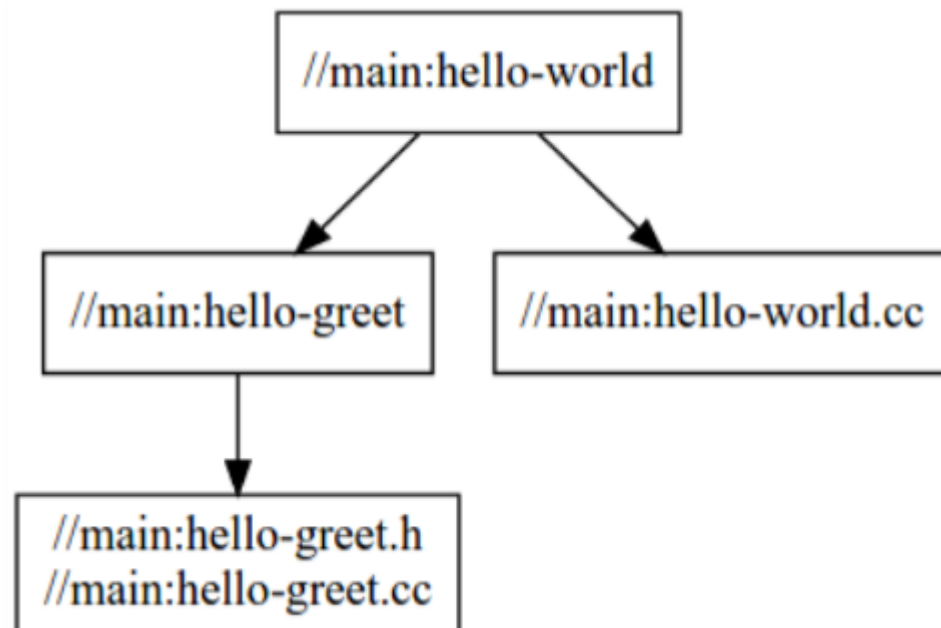 //main:hello-world
//main:hello-greet
//main:hello-world.cc
//main:hello-greet.h
//main:hello-greet.cc